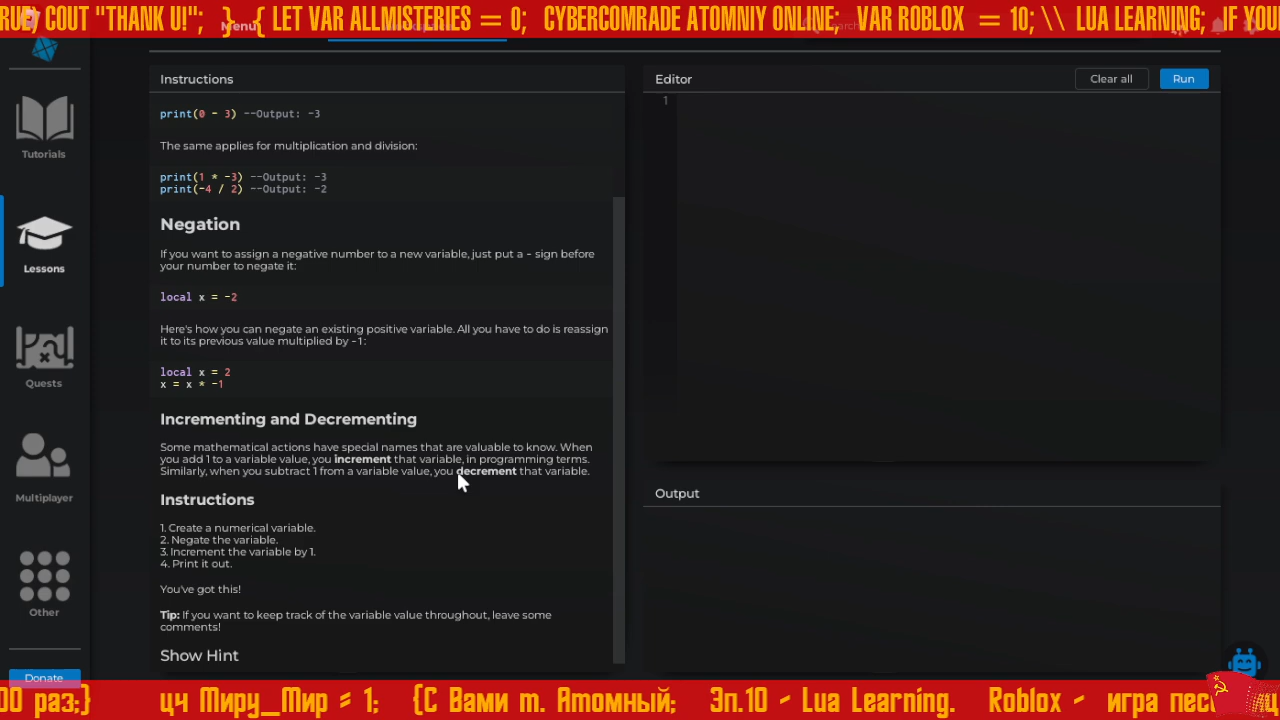 RUE) COUT "THANK U!"; } { LET VAR ALLMISTERIES = 0; CYBERCOMRADE ATOMNIY ONLINE; VAR ROBLOX = 10; \\ LUA LEARNING; IF YOU
Menu
Instructions
print(0 - 3) --Output: -3
The same applies for multiplication and division:
print(1 * -3) --Output: -3
print(-4 / 2) --Output: -2
Negation
If you want to assign a negative number to a new variable, just put a - sign before
your number to negate it:
local x = -2
Here's how you can negate an existing positive variable. All you have to do is reassign
it to its previous value multiplied by -1:
local x = 2
x = x * -1
Incrementing and Decrementing
Some mathematical actions have special names that are valuable to know. When
you add 1 to a variable value, you increment that variable, in programming terms.
Similarly, when you subtract 1 from a variable value, you decrement that variable.
Instructions
1. Create a numerical variable.
2. Negate the variable.
3. Increment the variable by 1.
4. Print it out.
You've got this!
Tip: If you want to keep track of the variable value throughout, leave some
comments!
Show Hint
Editor
Clear all
Run
1
Output
Tutorials
Lessons
Quests
Multiplayer
Other
Donate
00 раз;} цч Миру_Мир = 1; {С Вами т. Атомный; Эп.10 - Lua Learning. Roblox - игра песо